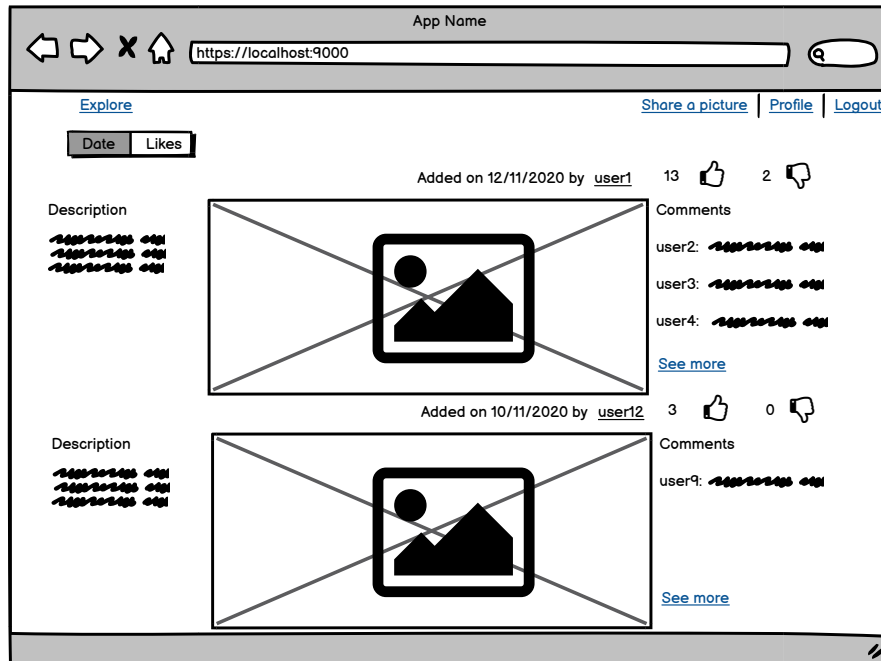 App Name
https://localhost:9000
Explore
Share a picture
Profile
Logout
Date
Likes
Added on 12/11/2020 by user1
13
2
Description
Comments
user2:
user3:
user4:
See more
Added on 10/11/2020 by user12
3
0
Description
Comments
user9:
See more